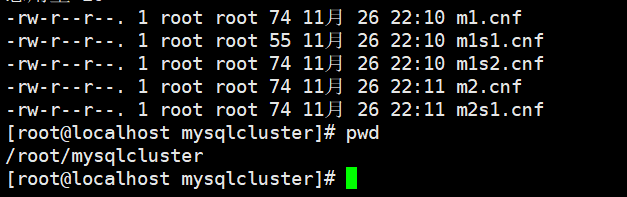 -rw-r--r--. 1 root root 74 11月 26 22:10 m1.cnf
-rw-r--r--. 1 root root 55 11月 26 22:10 m1s1.cnf
-rw-r--r--. 1 root root 74 11月 26 22:10 m1s2.cnf
-rw-r--r--. 1 root root 74 11月 26 22:11 m2.cnf
-rw-r--r--. 1 root root 74 11月 26 22:11 m2s1.cnf
[root@localhost mysqlcluster]# pwd
/root/mysqlcluster
[root@localhost mysqlcluster]#